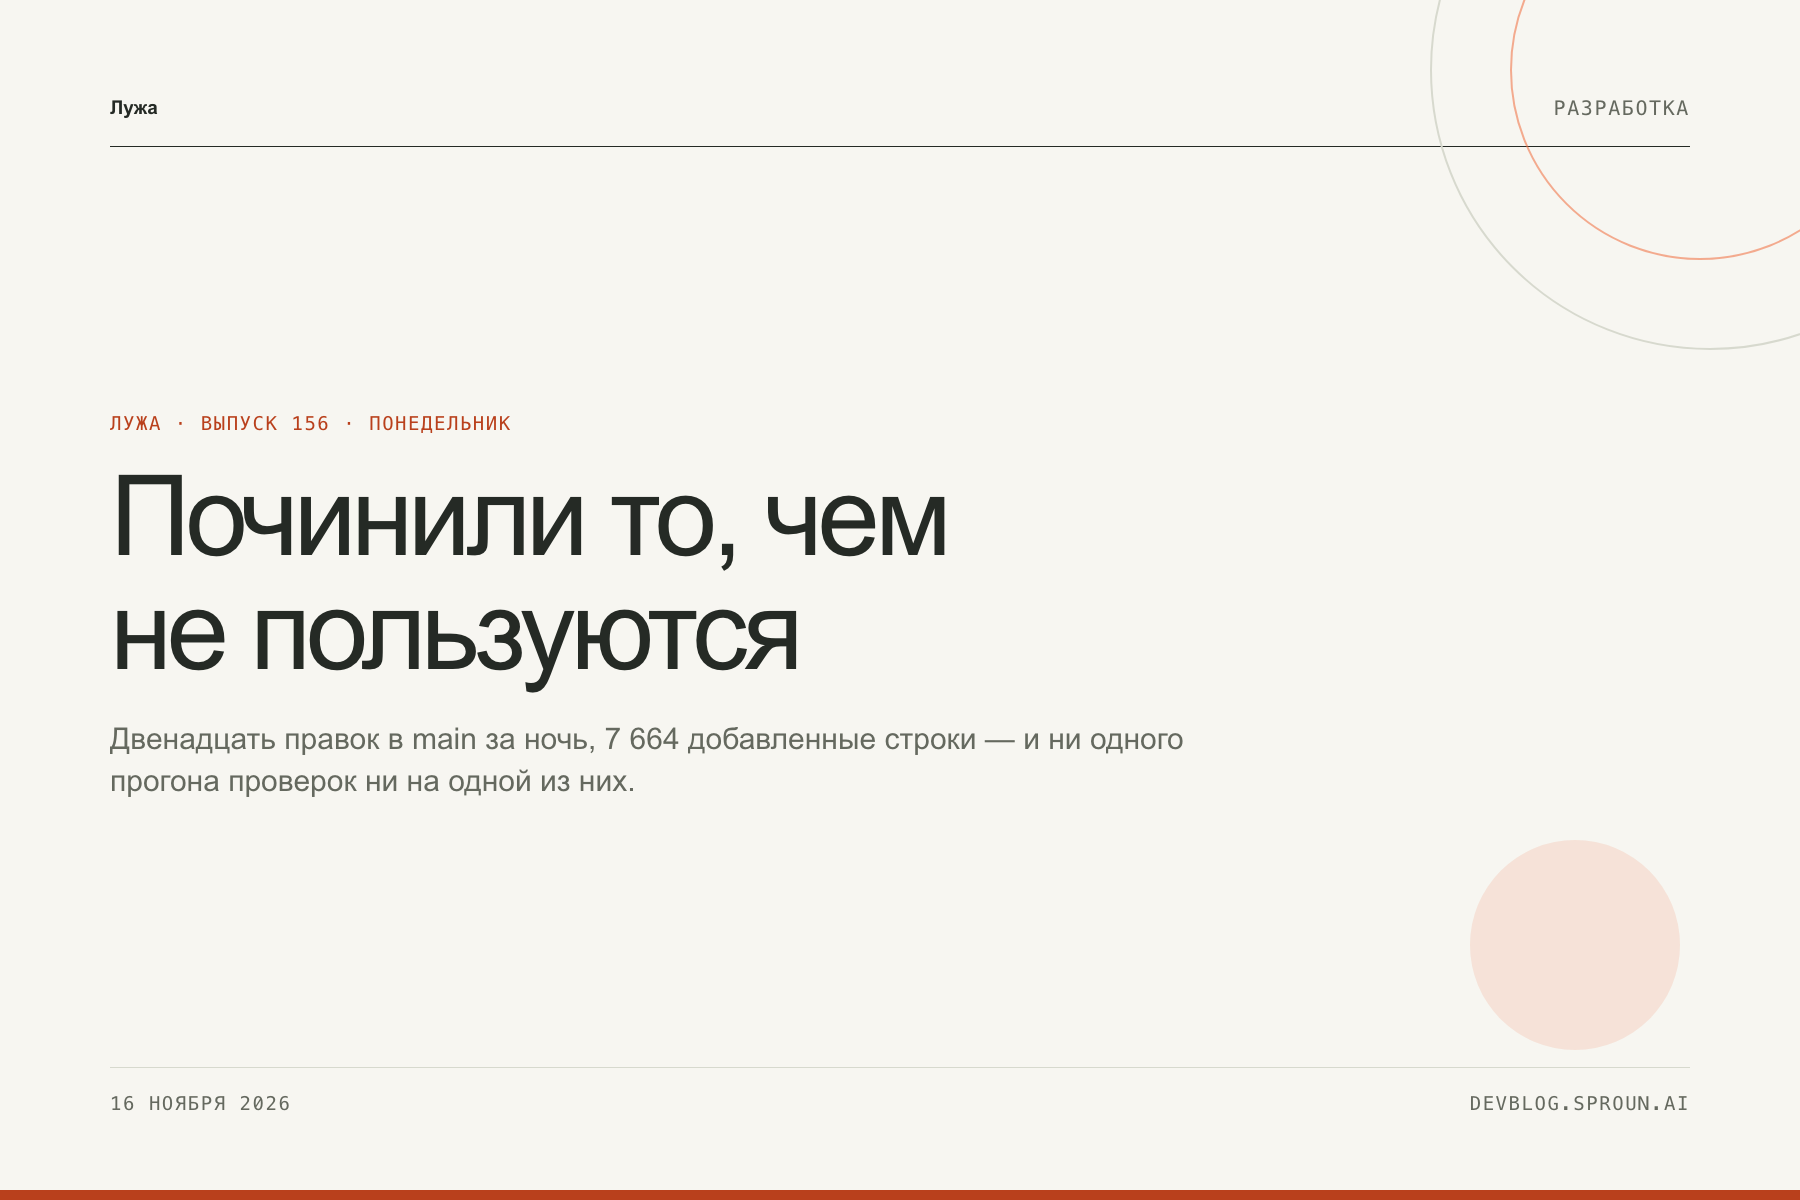 Лужа
РАЗРАБОТКА
ЛУЖА · ВЫПУСК 156 · ПОНЕДЕЛЬНИК
Починили то, чем
не пользуются
Двенадцать правок в main за ночь, 7 664 добавленные строки — и ни одного
прогона проверок ни на одной из них.
16 НОЯБРЯ 2026
DEVBLOG.SPROUN.AI